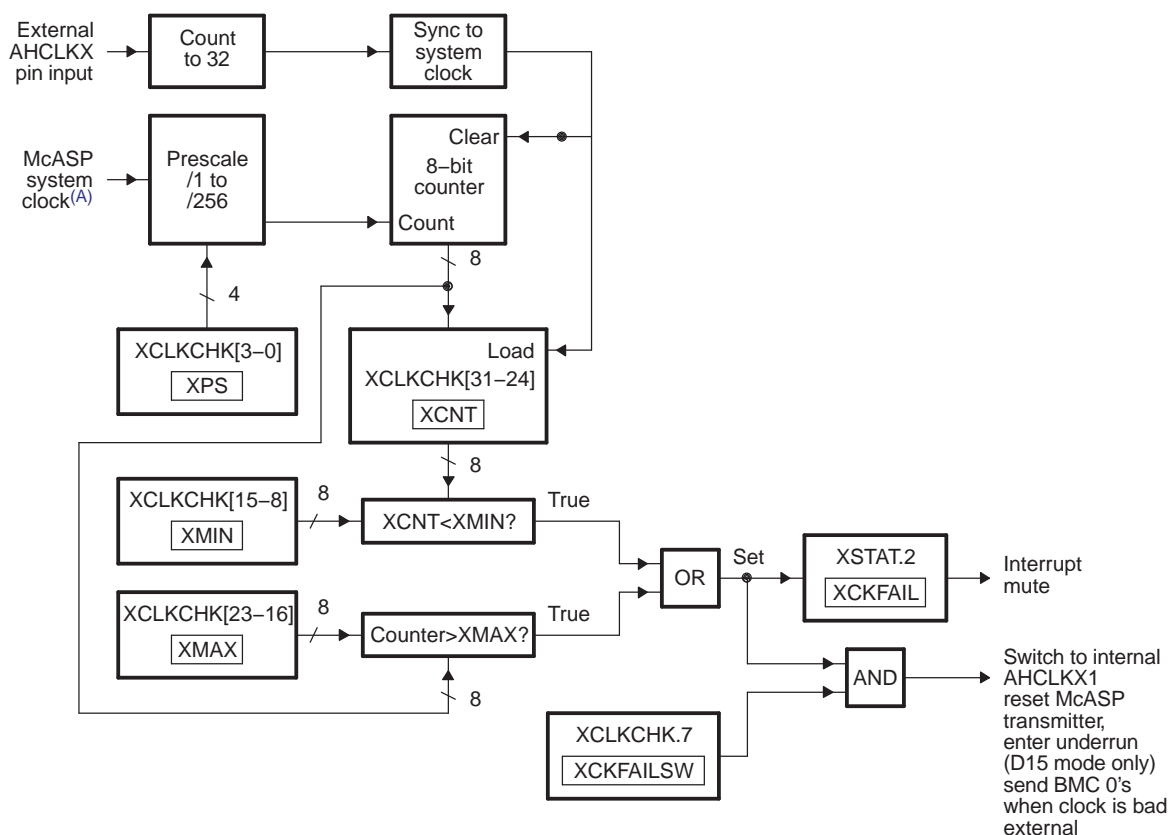 External
AHCLKX
pin input
Count
to 32
Sync to
system
clock
McASP
system
clock(A)
Prescale
/1 to
/256
Clear
8–bit
counter
Count
8
4
XCLKCHK[3–0]
XPS
Load
XCLKCHK[31–24]
XCNT
8
XCLKCHK[15–8]
XMIN
8
XCNT<XMIN?
True
XCLKCHK[23–16]
XMAX
8
Counter>XMAX?
True
8
OR
Set
XSTAT.2
XCKFAIL
Interrupt
mute
AND
XCLKCHK.7
XCKFAILSW
Switch to internal
AHCLKX1
reset McASP
transmitter,
enter underrun
(D15 mode only)
send BMC 0's
when clock is bad
external